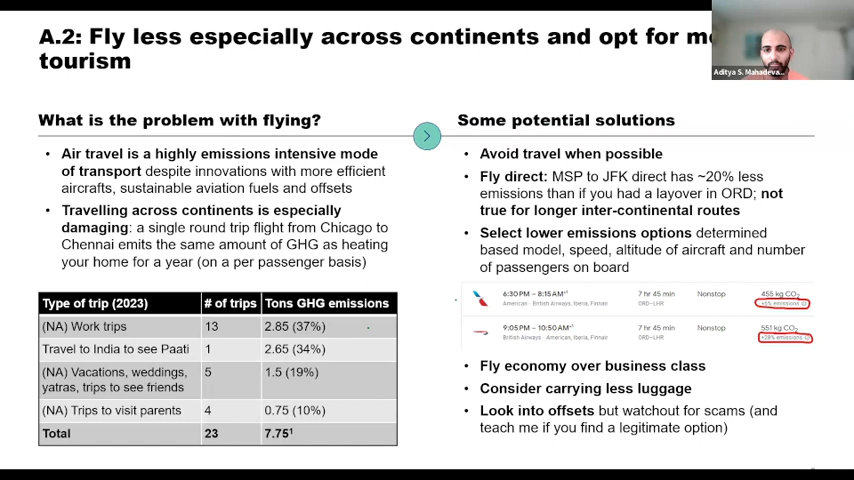 A.2: Fly less especially across continents and opt for m
tourism
Aditya S. Mahadeva...
What is the problem with flying?
• Air travel is a highly emissions intensive mode
of transport despite innovations with more efficient
aircrafts, sustainable aviation fuels and offsets
• Travelling across continents is especially
damaging: a single round trip flight from Chicago to
Chennai emits the same amount of GHG as heating
your home for a year (on a per passenger basis)
Type of trip (2023) # of trips Tons GHG emissions
(NA) Work trips 13 2.85 (37%)
Travel to India to see Paati 1 2.65 (34%)
(NA) Vacations, weddings,
yatras, trips to see friends 5 1.5 (19%)
(NA) Trips to visit parents 4 0.75 (10%)
Total 23 7.75¹
Some potential solutions
• Avoid travel when possible
• Fly direct: MSP to JFK direct has ~20% less
emissions than if you had a layover in ORD; not
true for longer inter-continental routes
• Select lower emissions options determined
based model, speed, altitude of aircraft and number
of passengers on board
6:30 PM – 8:15 AM+1 7 hr 45 min Nonstop 455 kg CO2
American · British Airways, Iberia, Finnair ORD–LHR +6% emissions
9:05 PM – 10:50 AM+1 7 hr 45 min Nonstop 551 kg CO2
British Airways · American, Iberia, Finnair ORD–LHR +28% emissions
• Fly economy over business class
• Consider carrying less luggage
• Look into offsets but watchout for scams (and
teach me if you find a legitimate option)